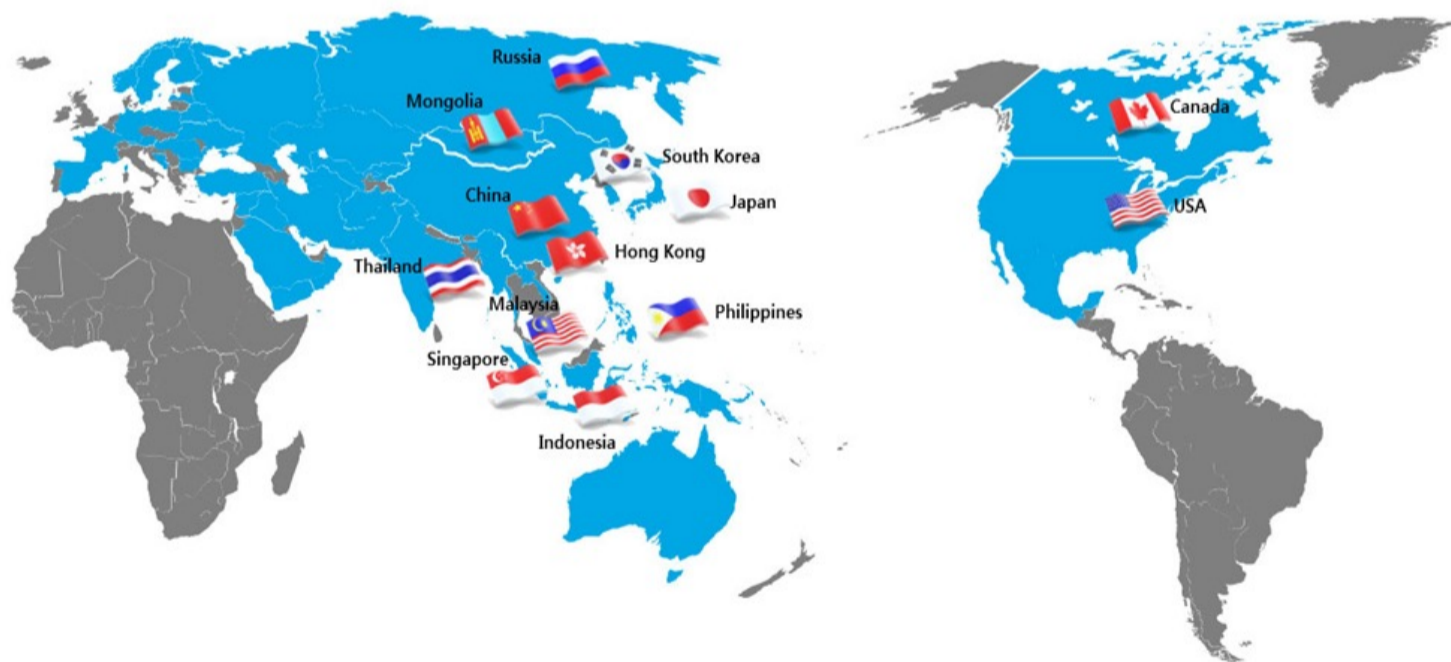 Russia
Mongolia
Canada
South Korea
China
Japan
USA
Hong Kong
Thailand
Malaysia
Philippines
Singapore
Indonesia